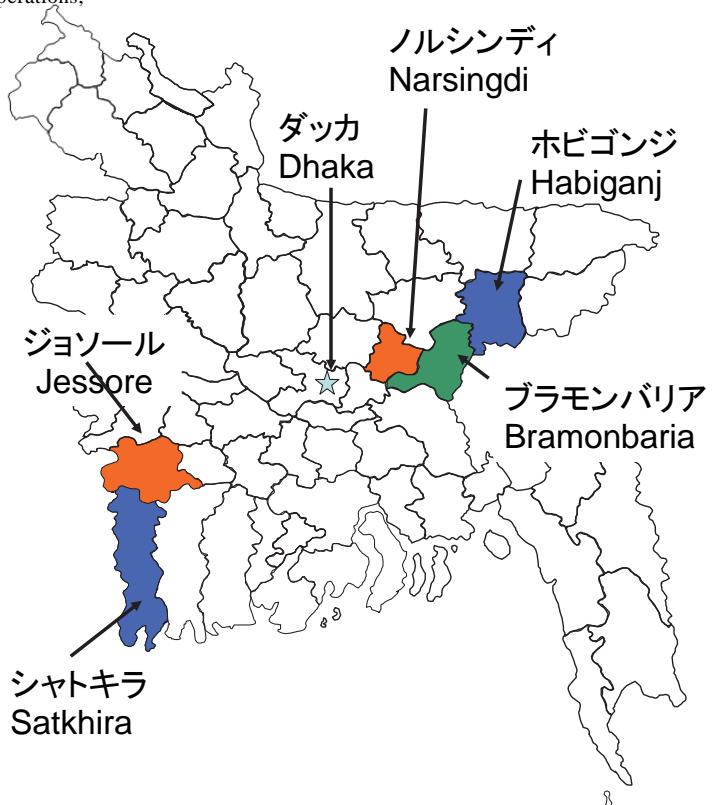 perations,
ノルシンディ
Narsingdi
ダッカ
Dhaka
ホビゴンジ
Habiganj
ジョソール
Jessore
ブラモンバリア
Bramonbaria
シャトキラ
Satkhira